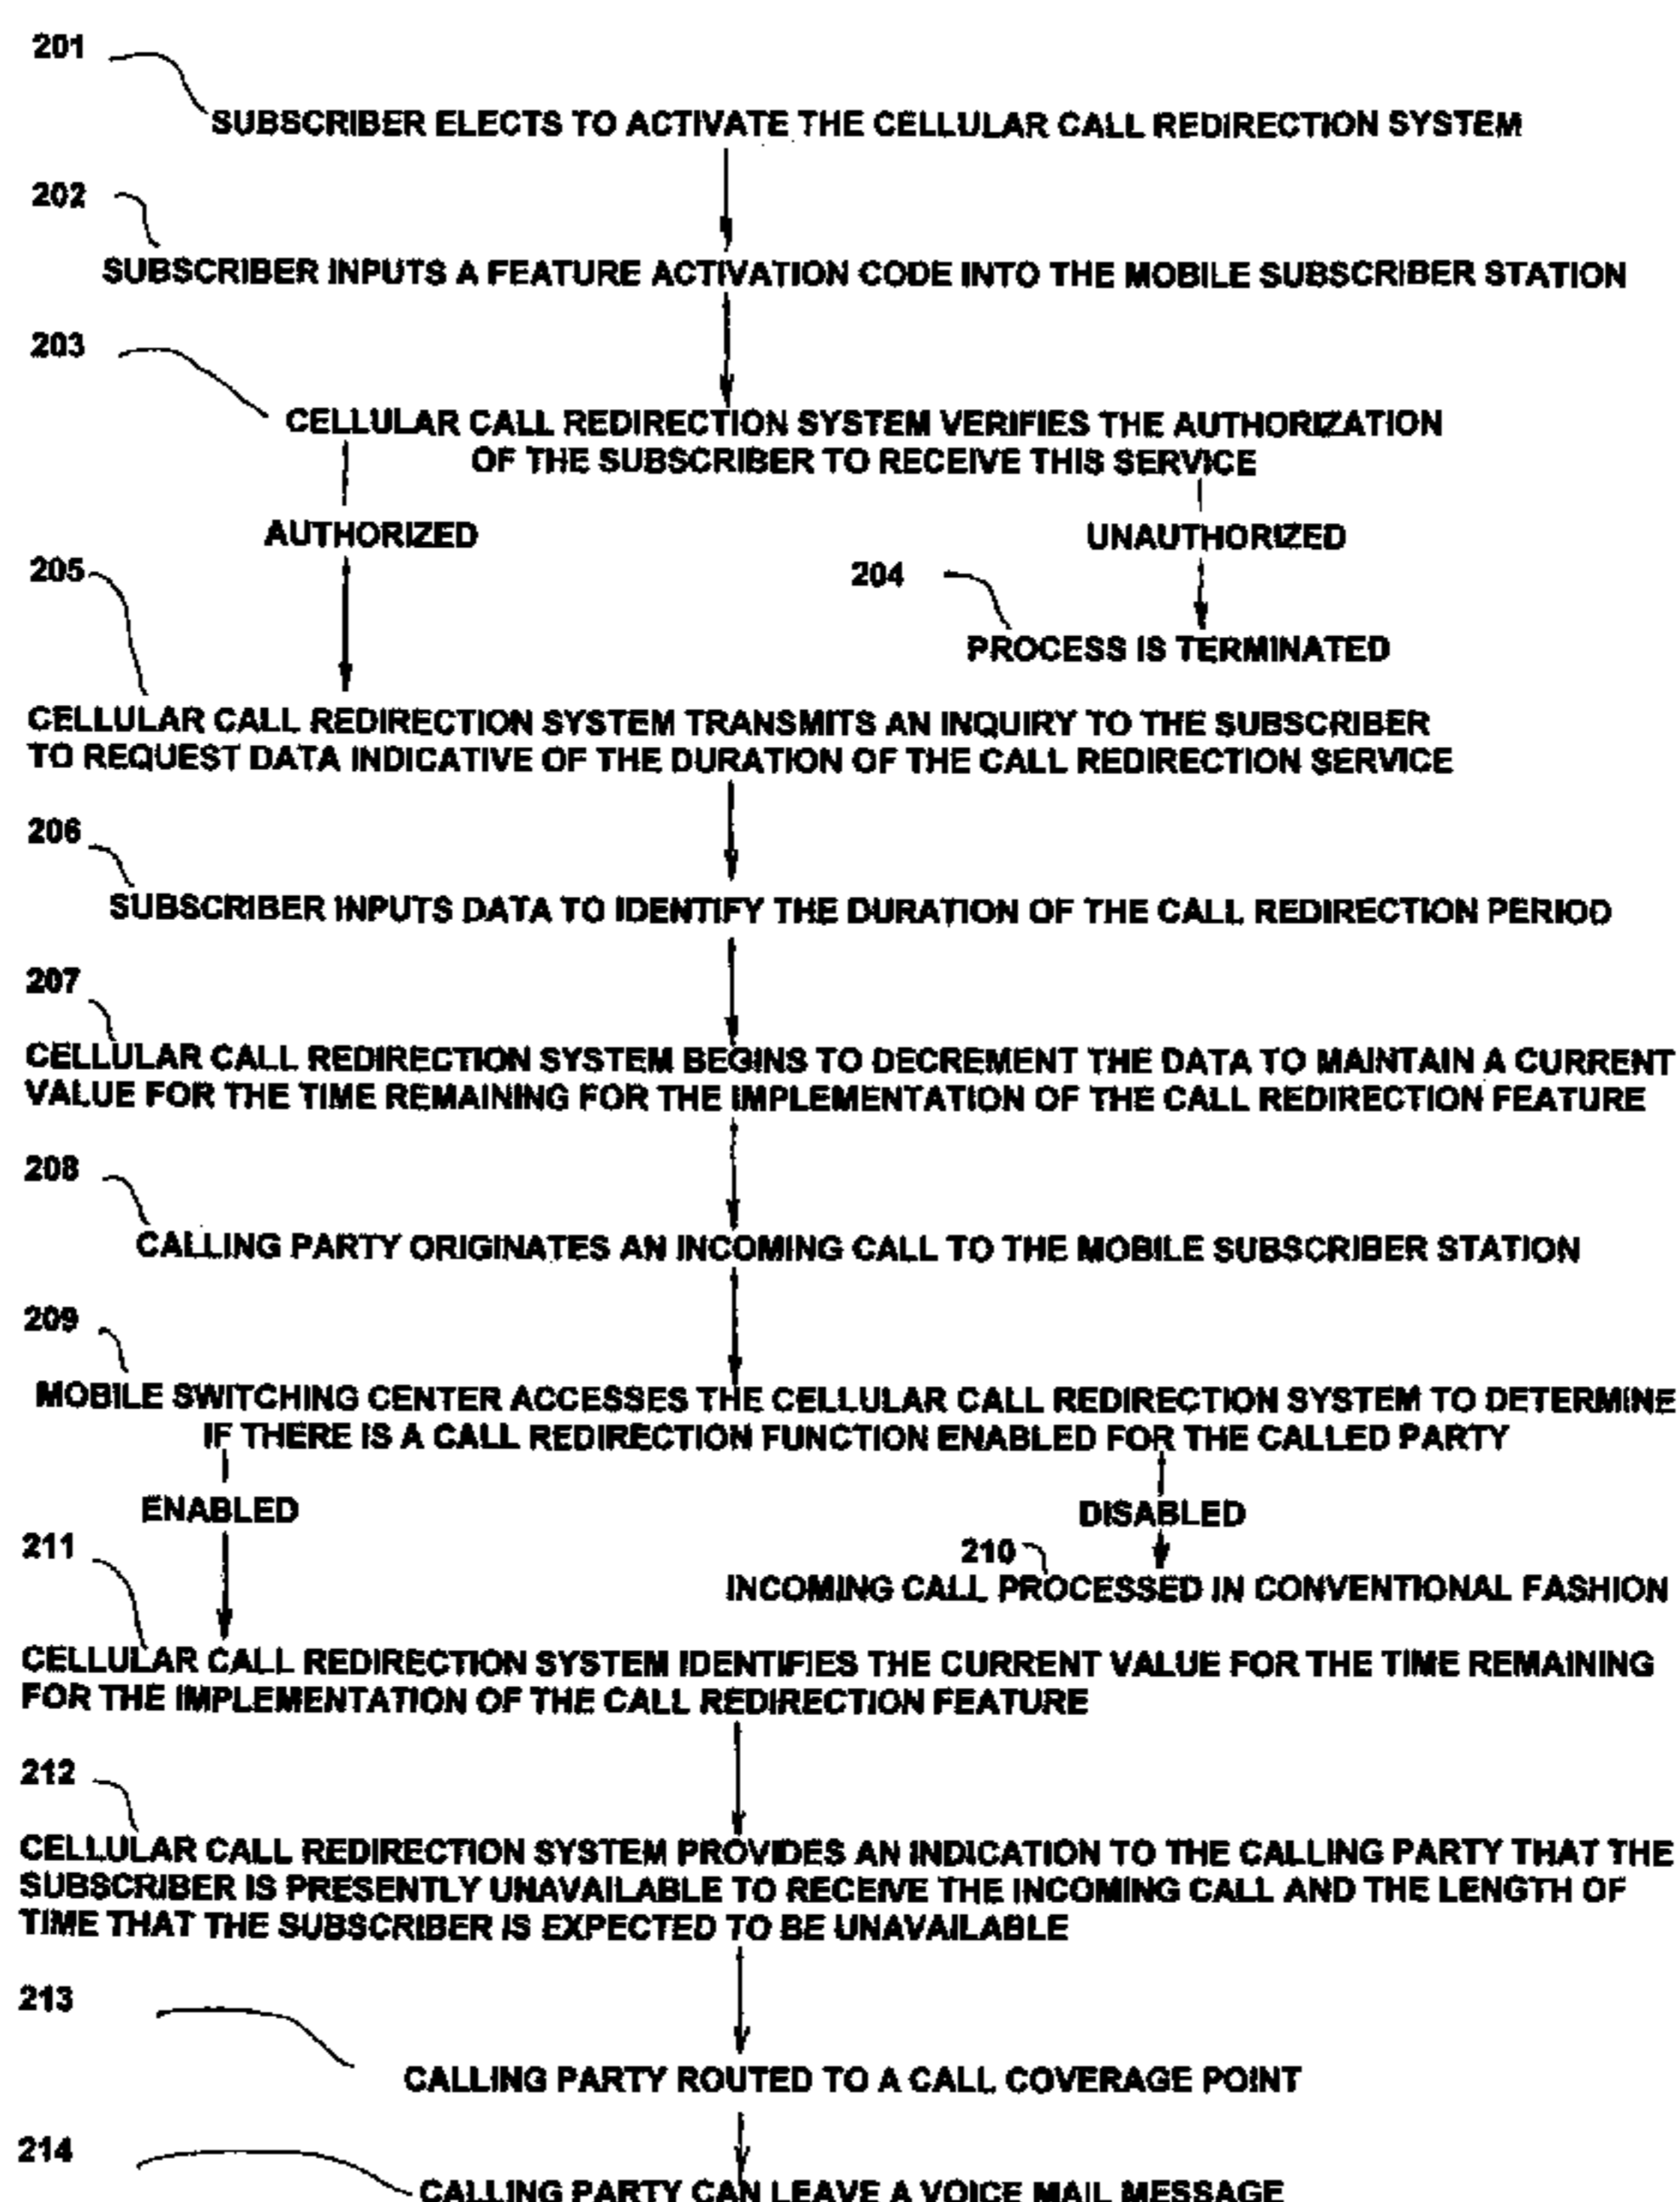 201
SUBSCRIBER ELECTS TO ACTIVATE THE CELLULAR CALL REDIRECTION SYSTEM
202
SUBSCRIBER INPUTS A FEATURE ACTIVATION CODE INTO THE MOBILE SUBSCRIBER STATION
203
CELLULAR CALL REDIRECTION SYSTEM VERIFIES THE AUTHORIZATION
OF THE SUBSCRIBER TO RECEIVE THIS SERVICE
AUTHORIZED
UNAUTHORIZED
204
PROCESS IS TERMINATED
205
CELLULAR CALL REDIRECTION SYSTEM TRANSMITS AN INQUIRY TO THE SUBSCRIBER
TO REQUEST DATA INDICATIVE OF THE DURATION OF THE CALL REDIRECTION SERVICE
206
SUBSCRIBER INPUTS DATA TO IDENTIFY THE DURATION OF THE CALL REDIRECTION PERIOD
207
CELLULAR CALL REDIRECTION SYSTEM BEGINS TO DECREMENT THE DATA TO MAINTAIN A CURRENT
VALUE FOR THE TIME REMAINING FOR THE IMPLEMENTATION OF THE CALL REDIRECTION FEATURE
208
CALLING PARTY ORIGINATES AN INCOMING CALL TO THE MOBILE SUBSCRIBER STATION
209
MOBILE SWITCHING CENTER ACCESSES THE CELLULAR CALL REDIRECTION SYSTEM TO DETERMINE
IF THERE IS A CALL REDIRECTION FUNCTION ENABLED FOR THE CALLED PARTY
ENABLED
DISABLED
210
INCOMING CALL PROCESSED IN CONVENTIONAL FASHION
211
CELLULAR CALL REDIRECTION SYSTEM IDENTIFIES THE CURRENT VALUE FOR THE TIME REMAINING
FOR THE IMPLEMENTATION OF THE CALL REDIRECTION FEATURE
212
CELLULAR CALL REDIRECTION SYSTEM PROVIDES AN INDICATION TO THE CALLING PARTY THAT THE
SUBSCRIBER IS PRESENTLY UNAVAILABLE TO RECEIVE THE INCOMING CALL AND THE LENGTH OF
TIME THAT THE SUBSCRIBER IS EXPECTED TO BE UNAVAILABLE
213
CALLING PARTY ROUTED TO A CALL COVERAGE POINT
214
CALLING PARTY CAN LEAVE A VOICE MAIL MESSAGE